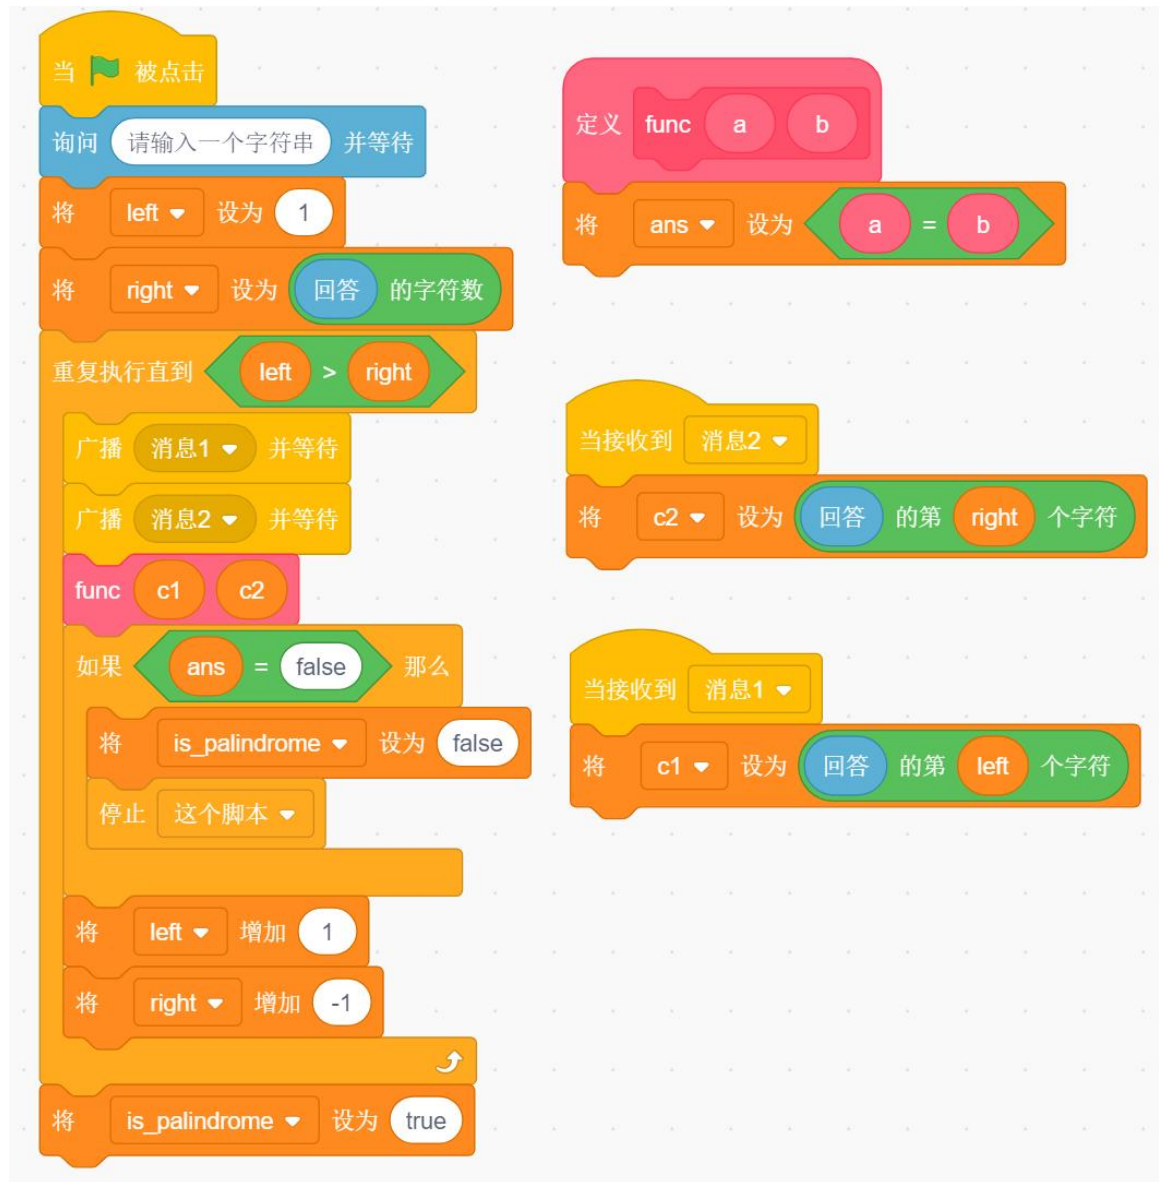 当 被点击
询问 请输入一个字符串 并等待
将 left 设为 1
将 right 设为 回答 的字符数
重复执行直到 left > right
广播 消息1 并等待
广播 消息2 并等待
func c1 c2
如果 ans = false 那么
将 is_palindrome 设为 false
停止 这个脚本
将 left 增加 1
将 right 增加 -1
将 is_palindrome 设为 true
定义 func a b
将 ans 设为 a = b
当接收到 消息2
将 c2 设为 回答 的第 right 个字符
当接收到 消息1
将 c1 设为 回答 的第 left 个字符